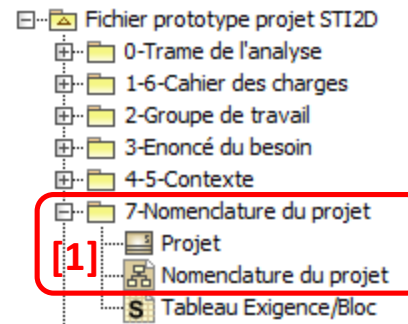 Fichier prototype projet STI2D
0-Trame de l'analyse
1-6-Cahier des charges
2-Groupe de travail
3-Enoncé du besoin
4-5-Contexte
7-Nomenclature du projet
[1]
Projet
Nomenclature du projet
S Tableau Exigence/Bloc